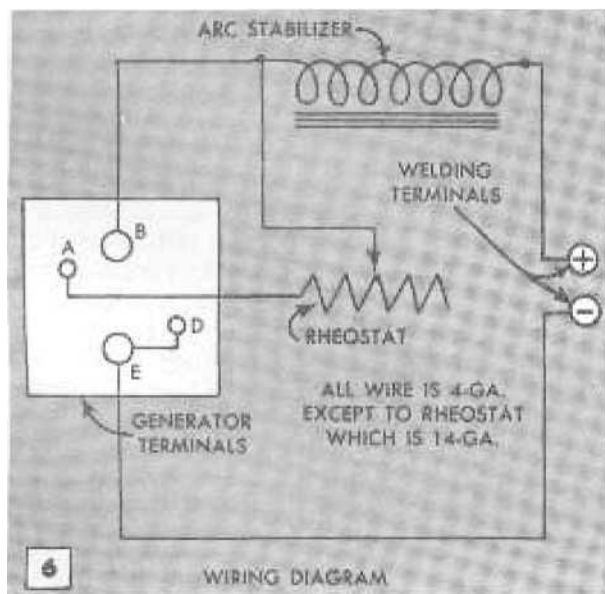 ARC STABILIZER
WELDING
TERMINALS
B
A
+
D
-
RHEOSTAT
E
ALL WIRE IS 4-GA.
EXCEPT TO RHEOSTAT
WHICH IS 14-GA.
GENERATOR
TERMINALS
6
WIRING DIAGRAM